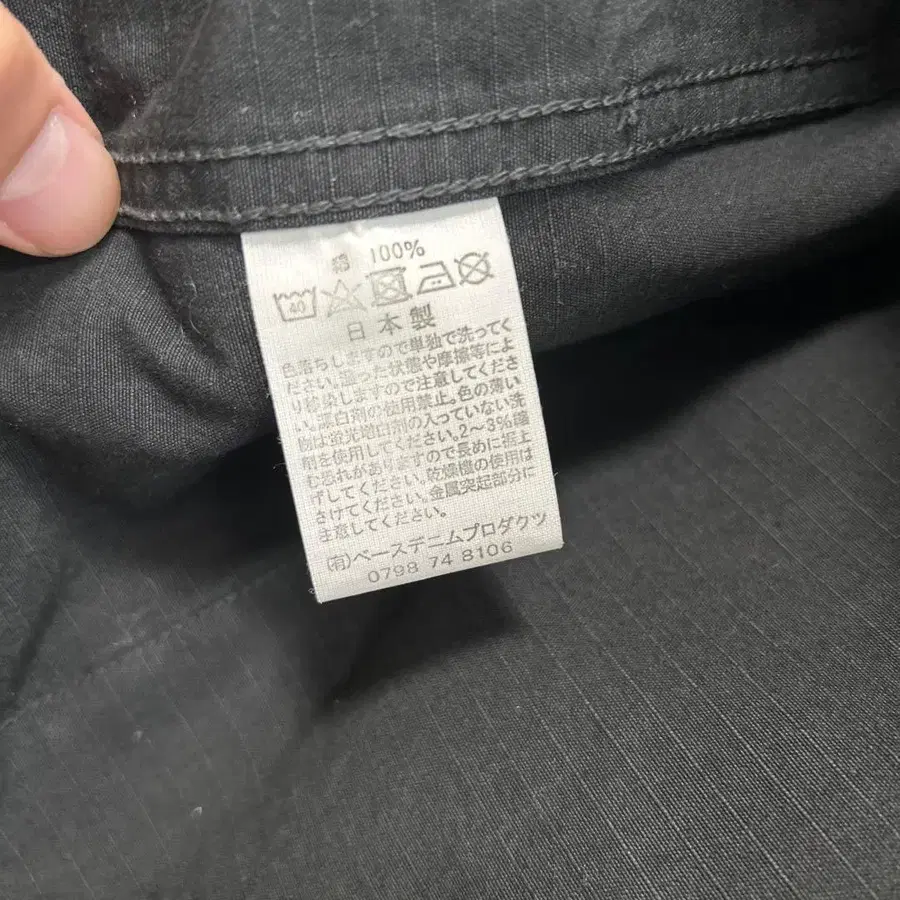 綿 100%
40
日本製
色落ちしますので単独で洗ってく
ださい。湿った状態や摩擦等によ
り移染しますので注意してくださ
い。漂白剤の使用禁止。色の薄い
物は蛍光増白剤の入っていない洗
剤を使用してください。2～3%縮
む恐れがありますので長めに裾上
げしてください。乾燥機の使用は
さけてください。金属突起部分に
注意してください。
(有)ベースデニムプロダクツ
0798 74 8106